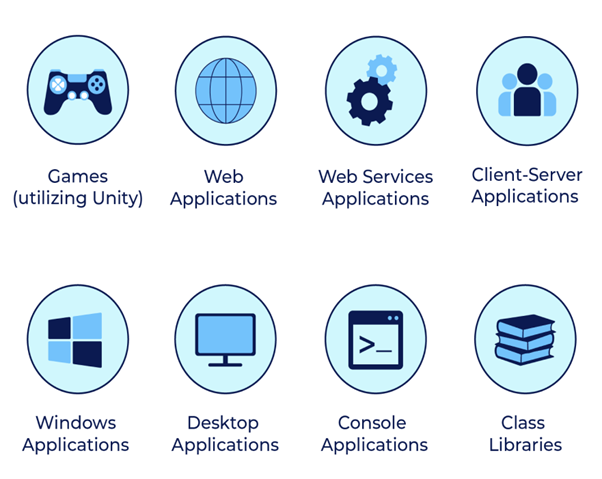 Games
(utilizing Unity)
Web
Applications
Web Services
Applications
Client-Server
Applications
Windows
Applications
Desktop
Applications
>_
Console
Applications
Class
Libraries